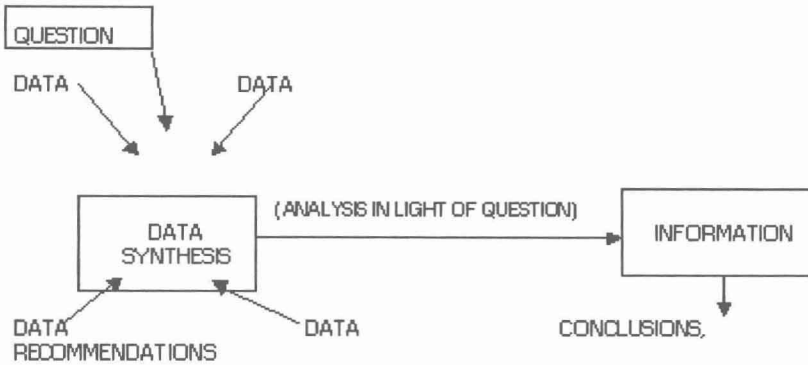 QUESTION
DATA
DATA
(ANALYSIS IN LIGHT OF QUESTION)
DATA
SYNTHESIS
INFORMATION
DATA
DATA
CONCLUSIONS,
RECOMMENDATIONS